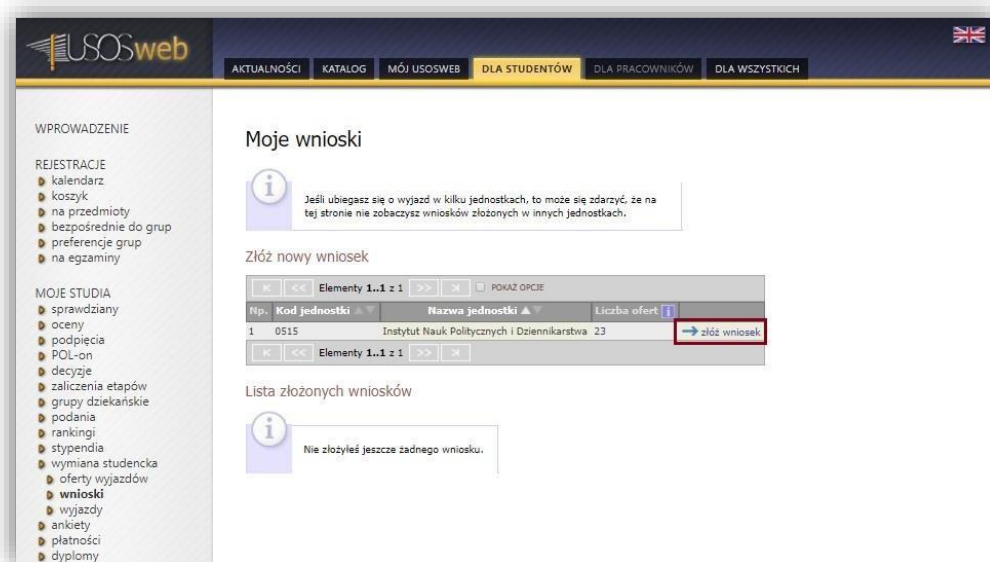 USOSweb
AKTUALNOŚCI KATALOG MÓJ USOSWEB DLA STUDENTÓW DLA PRACOWNIKÓW DLA WSZYSTKICH
WPROWADZENIE
REJESTRACJE
kalendarz
koszyk
na przedmioty
bezpośrednie do grup
preferencje grup
na egzaminy
MOJE STUDIA
sprawdziany
oceny
podpięcia
POL-on
decyzje
zaliczenia etapów
grupy dziekańskie
podania
rankingi
stypendia
wymiana studencka
oferty wyjazdów
wnioski
wyjazdy
ankiety
płatności
dyplomy
Moje wnioski
i
Jeśli ubiegasz się o wyjazd w kilku jednostkach, to może się zdarzyć, że na
tej stronie nie zobaczysz wniosków złożonych w innych jednostkach.
Złóż nowy wniosek
K << Elementy 1..1 z 1 >> >| POKAŻ OPCJE
Np. Kod jednostki Nazwa jednostki Liczba ofert i
1 0515 Instytut Nauk Politycznych i Dziennikarstwa 23 złóż wniosek
K << Elementy 1..1 z 1 >> >|
Lista złożonych wniosków
i
Nie złożyłeś jeszcze żadnego wniosku.